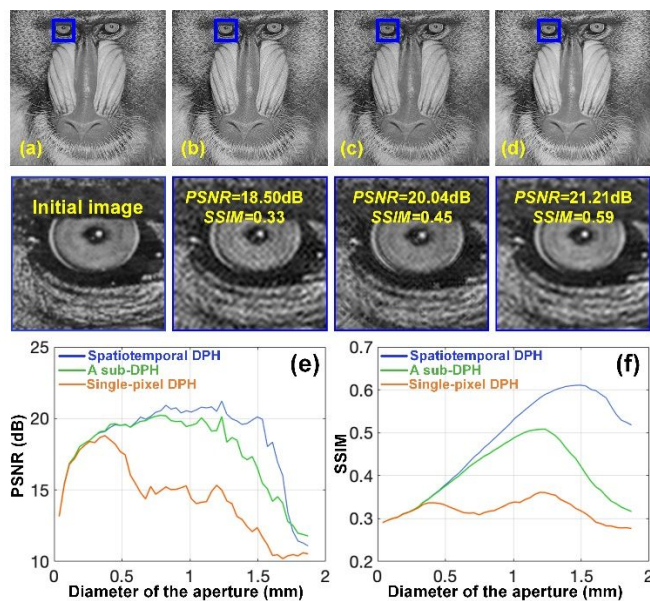 (a) (b) (c) (d)
Initial image
PSNR=18.50dB
SSIM=0.33
PSNR=20.04dB
SSIM=0.45
PSNR=21.21dB
SSIM=0.59
25
20
15
10
PSNR (dB)
(e)
Spatiotemporal DPH
A sub-DPH
Single-pixel DPH
0 0.5 1 1.5 2
Diameter of the aperture (mm)
0.7
0.6
0.5
0.4
0.3
0.2
SSIM
(f)
Spatiotemporal DPH
A sub-DPH
Single-pixel DPH
0 0.5 1 1.5 2
Diameter of the aperture (mm)